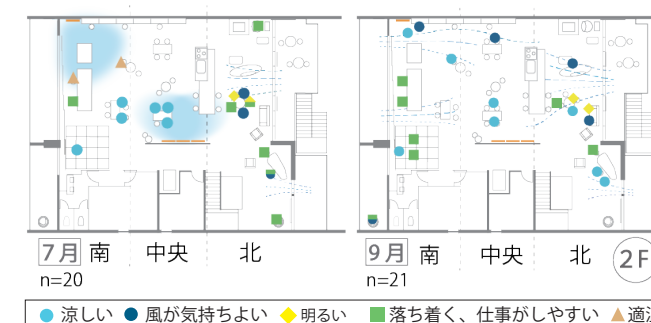 7月 南 中央 北
n=20
9月 南 中央 北 2F
n=21
涼しい 風が気持ちよい 明るい 落ち着く、仕事がしやすい 適温